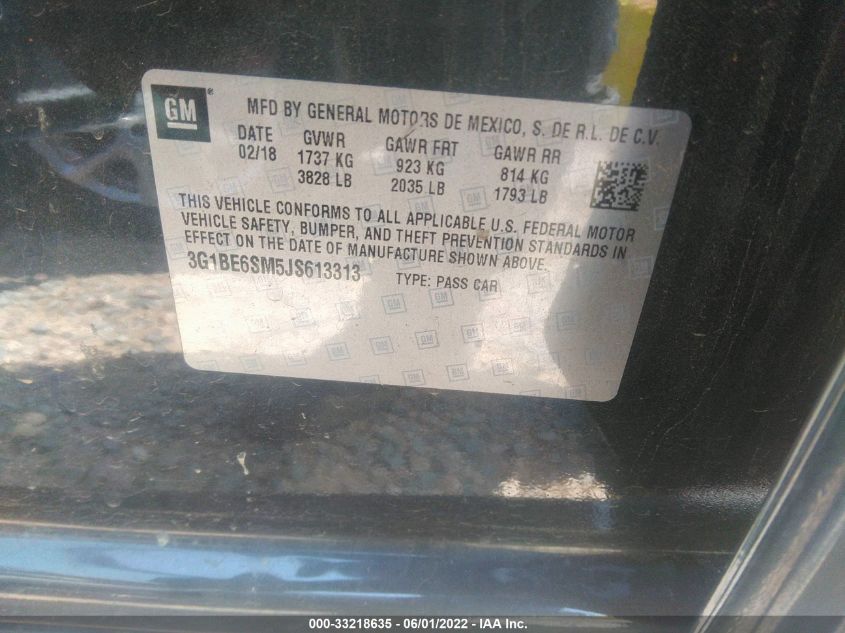 GM
MFD BY GENERAL MOTORS DE MEXICO, S. DE R.L. DE C.V.
DATE GVWR GAWR FRT GAWR RR
02/18 1737 KG 923 KG 814 KG
3828 LB 2035 LB 1793 LB
THIS VEHICLE CONFORMS TO ALL APPLICABLE U.S. FEDERAL MOTOR
VEHICLE SAFETY, BUMPER, AND THEFT PREVENTION STANDARDS IN
EFFECT ON THE DATE OF MANUFACTURE SHOWN ABOVE.
3G1BE6SM5JS613313 TYPE: PASS CAR
000-33218635 - 06/01/2022 - IAA Inc.